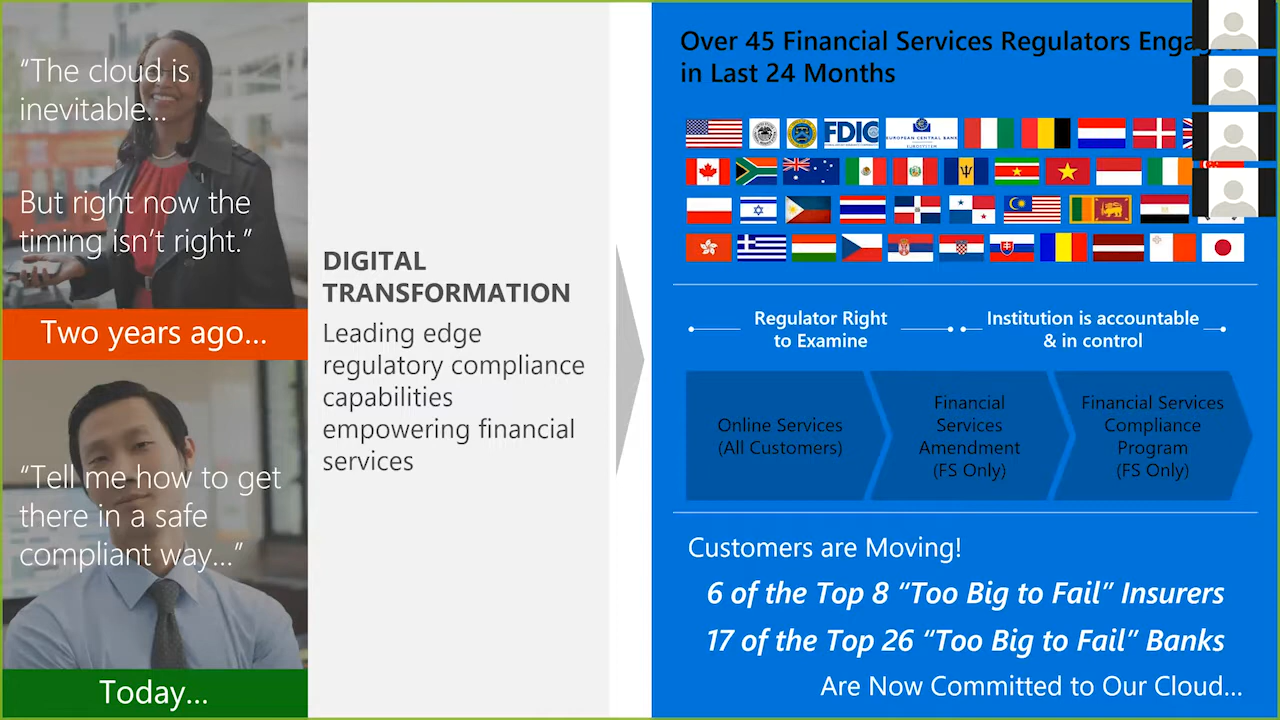 “The cloud is
inevitable...
But right now the
timing isn’t right.”
Two years ago...
“Tell me how to get
there in a safe
compliant way...”
Today...
DIGITAL
TRANSFORMATION
Leading edge
regulatory compliance
capabilities
empowering financial
services
Over 45 Financial Services Regulators
in Last 24 Months
FDIC
EUROPEAN CENTRAL BANK
EUROSYSTEM
Regulator Right
to Examine
Institution is accountable
& in control
Online Services
(All Customers)
Financial
Services
Amendment
(FS Only)
Financial Services
Compliance
Program
(FS Only)
Customers are Moving!
6 of the Top 8 “Too Big to Fail” Insurers
17 of the Top 26 “Too Big to Fail” Banks
Are Now Committed to Our Cloud...